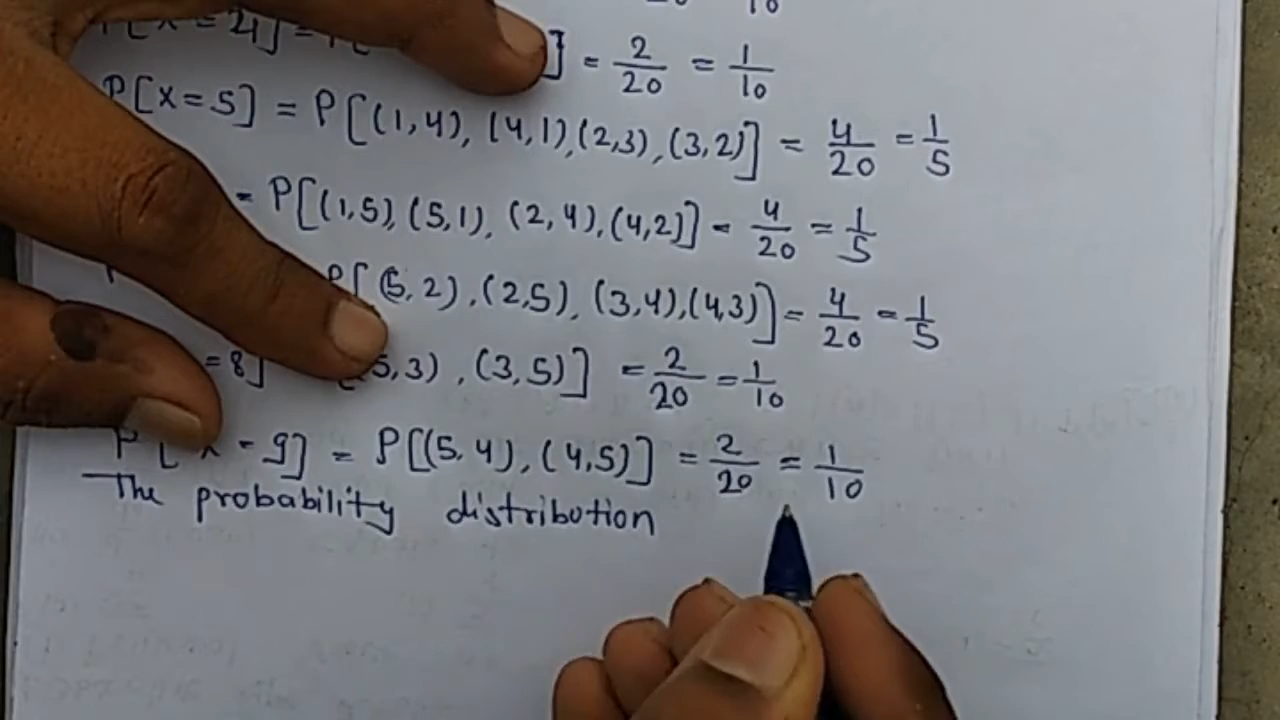 10
[x=4] = ] = 2/20 = 1/10
P[x=5] = P[(1,4), (4,1), (2,3), (3,2)] = 4/20 = 1/5
= P[(1,5), (5,1), (2,4), (4,2)] = 4/20 = 1/5
P[(5,2), (2,5), (3,4), (4,3)] = 4/20 = 1/5
=8] 5,3), (3,5)] = 2/20 = 1/10
P[x=9] = P[(5,4), (4,5)] = 2/20 = 1/10
The probability distribution